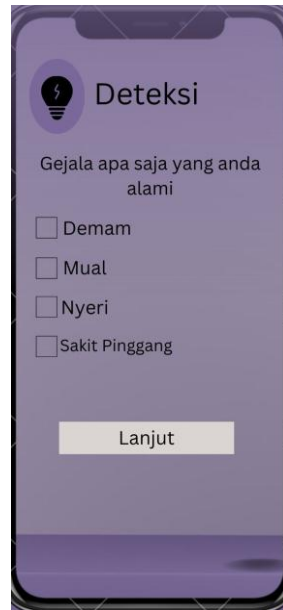 Deteksi
Gejala apa saja yang anda
alami
Demam
Mual
Nyeri
Sakit Pinggang
Lanjut